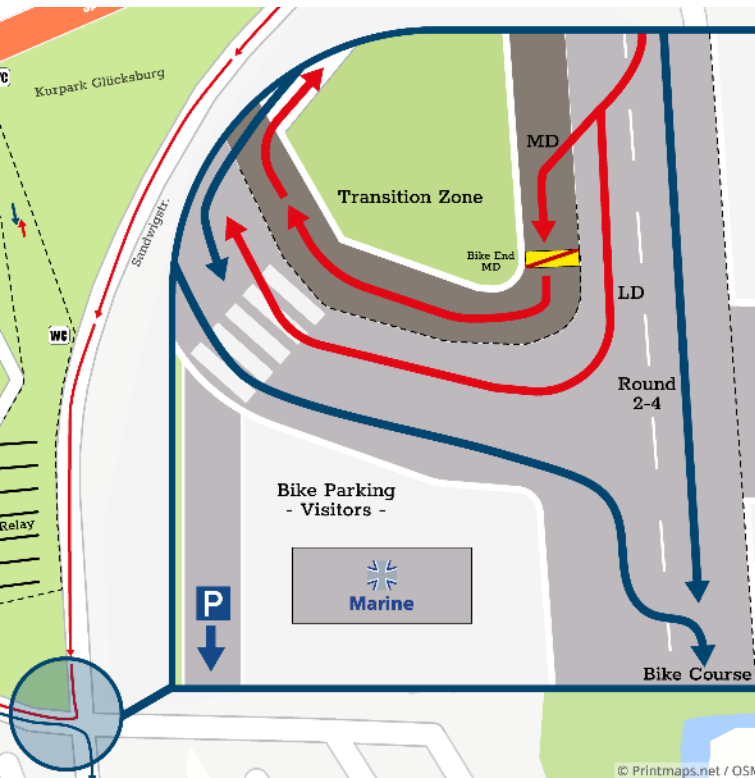 WC
Kurpark Glücksburg
Sandwigstr.
WC
Relay
MD
Transition Zone
Bike End
MD
LD
Round
2-4
Bike Parking
- Visitors -
P
Marine
Bike Course
© Printmaps.net / OSM